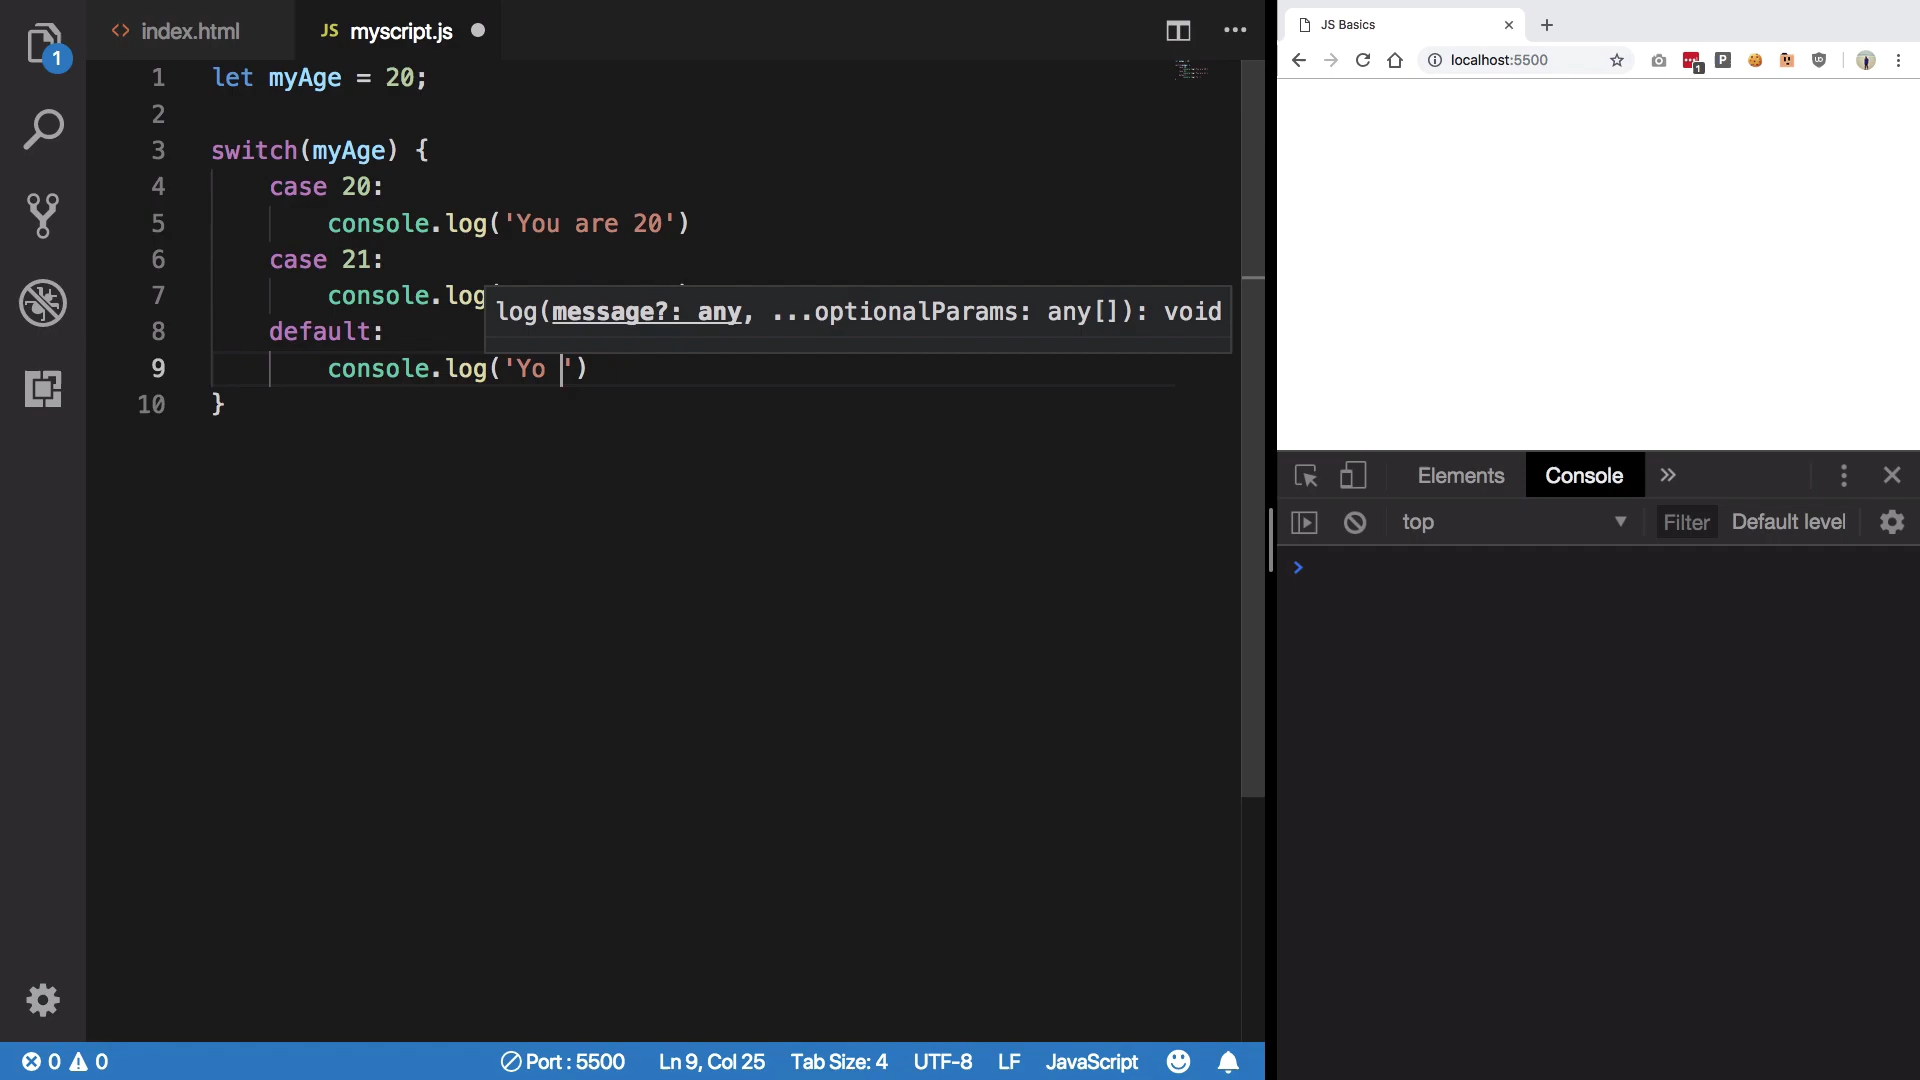 1
index.html
JS myscript.js
1 let myAge = 20;
2
3 switch(myAge) {
4 case 20:
5 console.log('You are 20')
6 case 21:
7 console.log
log(message?: any, ...optionalParams: any[]): void
8 default:
9 console.log('Yo ')
10 }
0 0
Port : 5500
Ln 9, Col 25
Tab Size: 4
UTF-8
LF
JavaScript
JS Basics
localhost:5500
1
P
Elements
Console
top
Filter
Default level